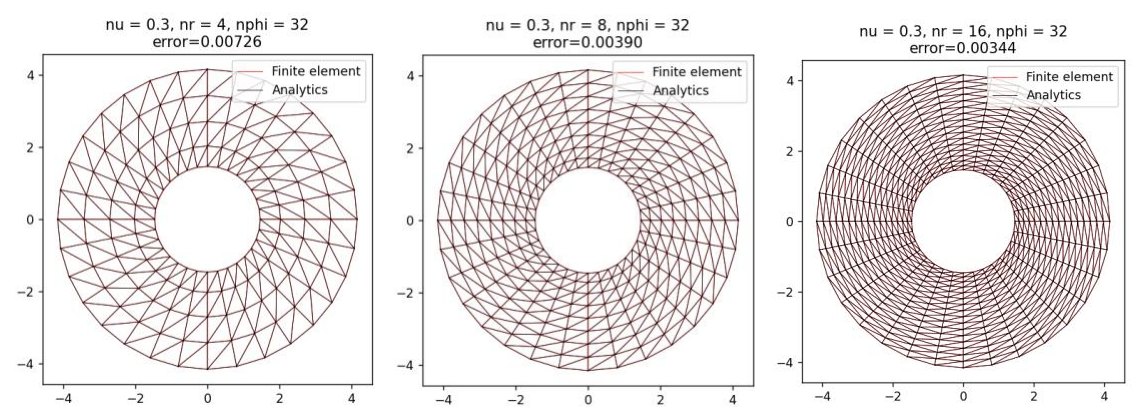 nu = 0.3, nr = 4, nphi = 32
error=0.00726
Finite element
Analytics
4
2
0
−2
−4
−4 −2 0 2 4
nu = 0.3, nr = 8, nphi = 32
error=0.00390
Finite element
Analytics
4
2
0
−2
−4
−4 −2 0 2 4
nu = 0.3, nr = 16, nphi = 32
error=0.00344
Finite element
Analytics
4
2
0
−2
−4
−4 −2 0 2 4